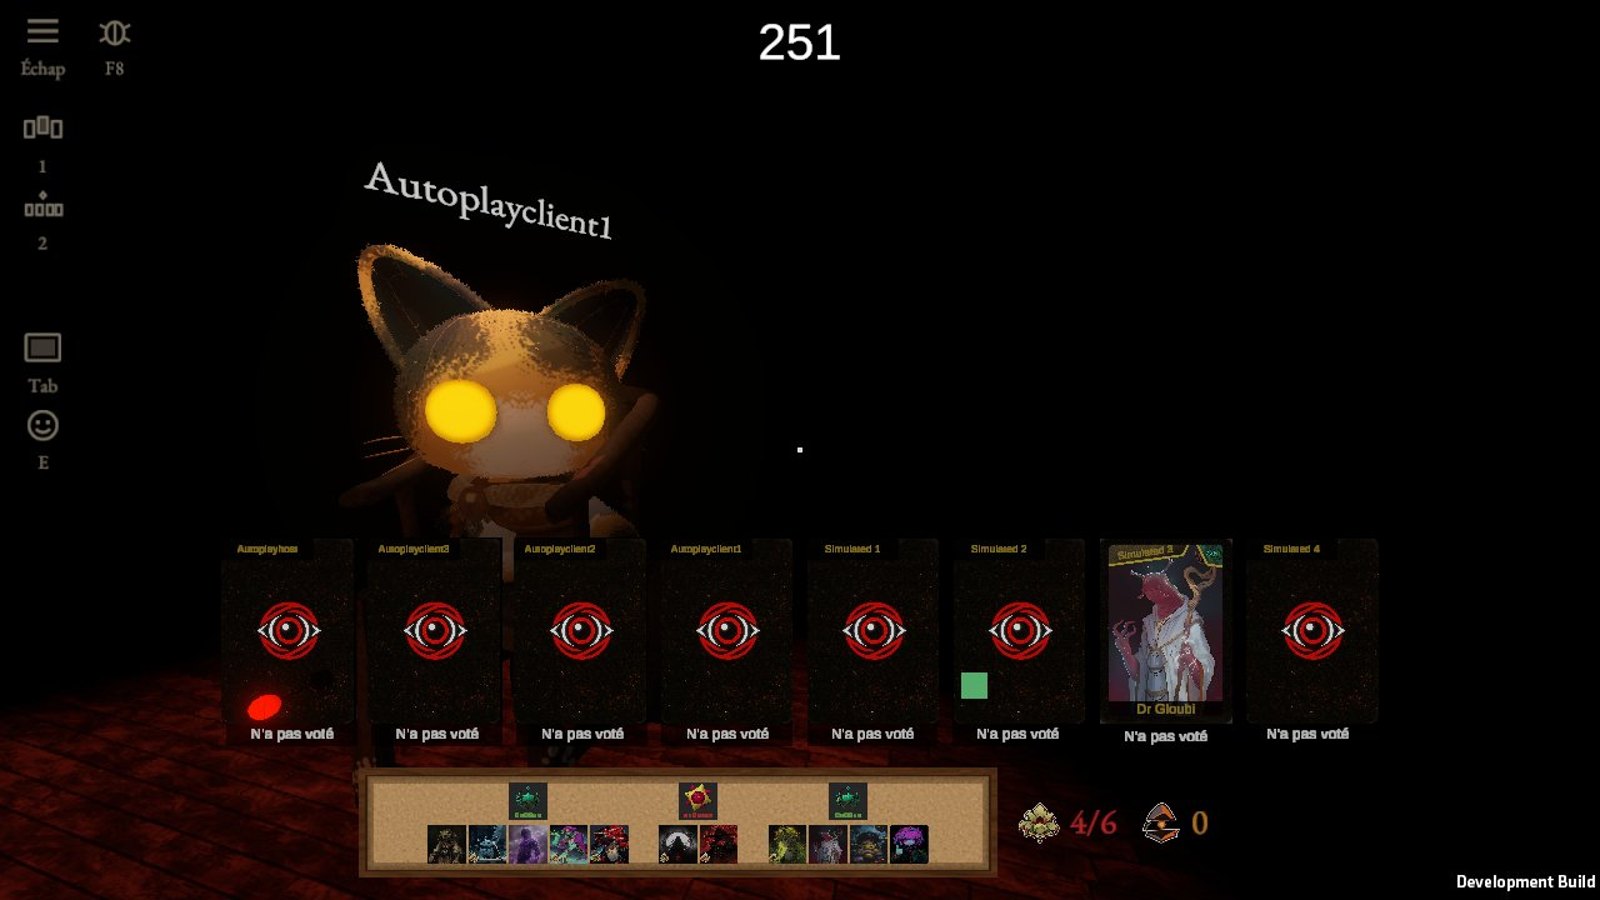 251
Échap
F8
1
2
Tab
E
Autoplayclient1
Autoplayhost
Autoplayclient3
Autoplayclient2
Autoplayclient1
Simulated 1
Simulated 2
Simulated 3
Simulated 4
Dr Gloubi
N'a pas voté
N'a pas voté
N'a pas voté
N'a pas voté
N'a pas voté
N'a pas voté
N'a pas voté
N'a pas voté
4/6
0
Development Build